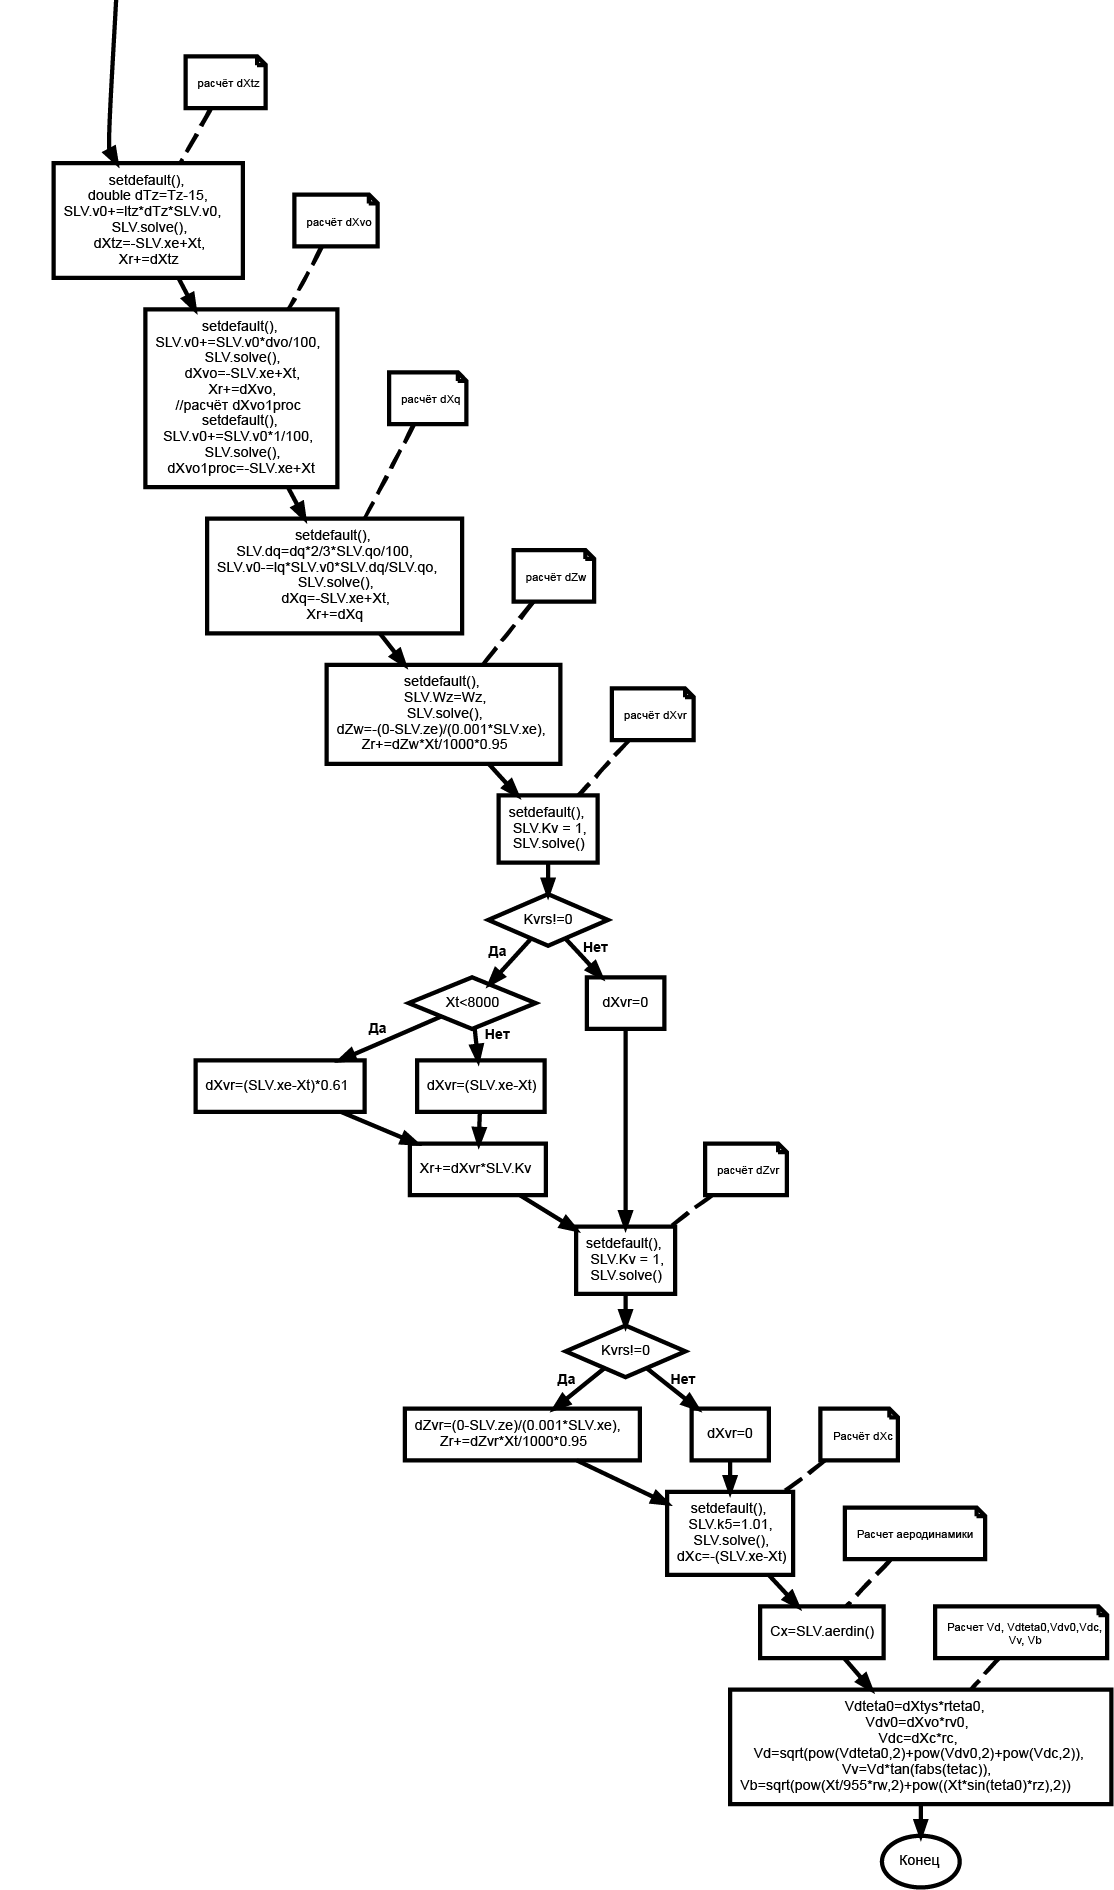 расчёт dXtz
setdefault(),
double dTz=Tz-15,
SLV.v0+=ltz*dTz*SLV.v0,
SLV.solve(),
dXtz=-SLV.xe+Xt,
Xr+=dXtz
расчёт dXvo
setdefault(),
SLV.v0+=SLV.v0*dvo/100,
SLV.solve(),
dXvo=-SLV.xe+Xt,
Xr+=dXvo,
//расчёт dXvo1proc
setdefault(),
SLV.v0+=SLV.v0*1/100,
SLV.solve(),
dXvo1proc=-SLV.xe+Xt
расчёт dXq
setdefault(),
SLV.dq=dq*2/3*SLV.qo/100,
SLV.v0-=lq*SLV.v0*SLV.dq/SLV.qo,
SLV.solve(),
dXq=-SLV.xe+Xt,
Xr+=dXq
расчёт dZw
setdefault(),
SLV.Wz=Wz,
SLV.solve(),
dZw=-(0-SLV.ze)/(0.001*SLV.xe),
Zr+=dZw*Xt/1000*0.95
расчёт dXvr
setdefault(),
SLV.Kv = 1,
SLV.solve()
Kvrs!=0
Да
Нет
Xt<8000
dXvr=0
Да
Нет
dXvr=(SLV.xe-Xt)*0.61
dXvr=(SLV.xe-Xt)
Xr+=dXvr*SLV.Kv
расчёт dZvr
setdefault(),
SLV.Kv = 1,
SLV.solve()
Kvrs!=0
Да
Нет
dZvr=(0-SLV.ze)/(0.001*SLV.xe),
Zr+=dZvr*Xt/1000*0.95
dXvr=0
Расчёт dXc
setdefault(),
SLV.k5=1.01,
SLV.solve(),
dXc=-(SLV.xe-Xt)
Расчет аеродинамики
Cx=SLV.aerdin()
Расчет Vd, Vdteta0,Vdv0,Vdc,
Vv, Vb
Vdteta0=dXtys*rteta0,
Vdv0=dXvo*rv0,
Vdc=dXc*rc,
Vd=sqrt(pow(Vdteta0,2)+pow(Vdv0,2)+pow(Vdc,2)),
Vv=Vd*tan(fabs(tetac)),
Vb=sqrt(pow(Xt/955*rw,2)+pow((Xt*sin(teta0)*rz),2))
Конец